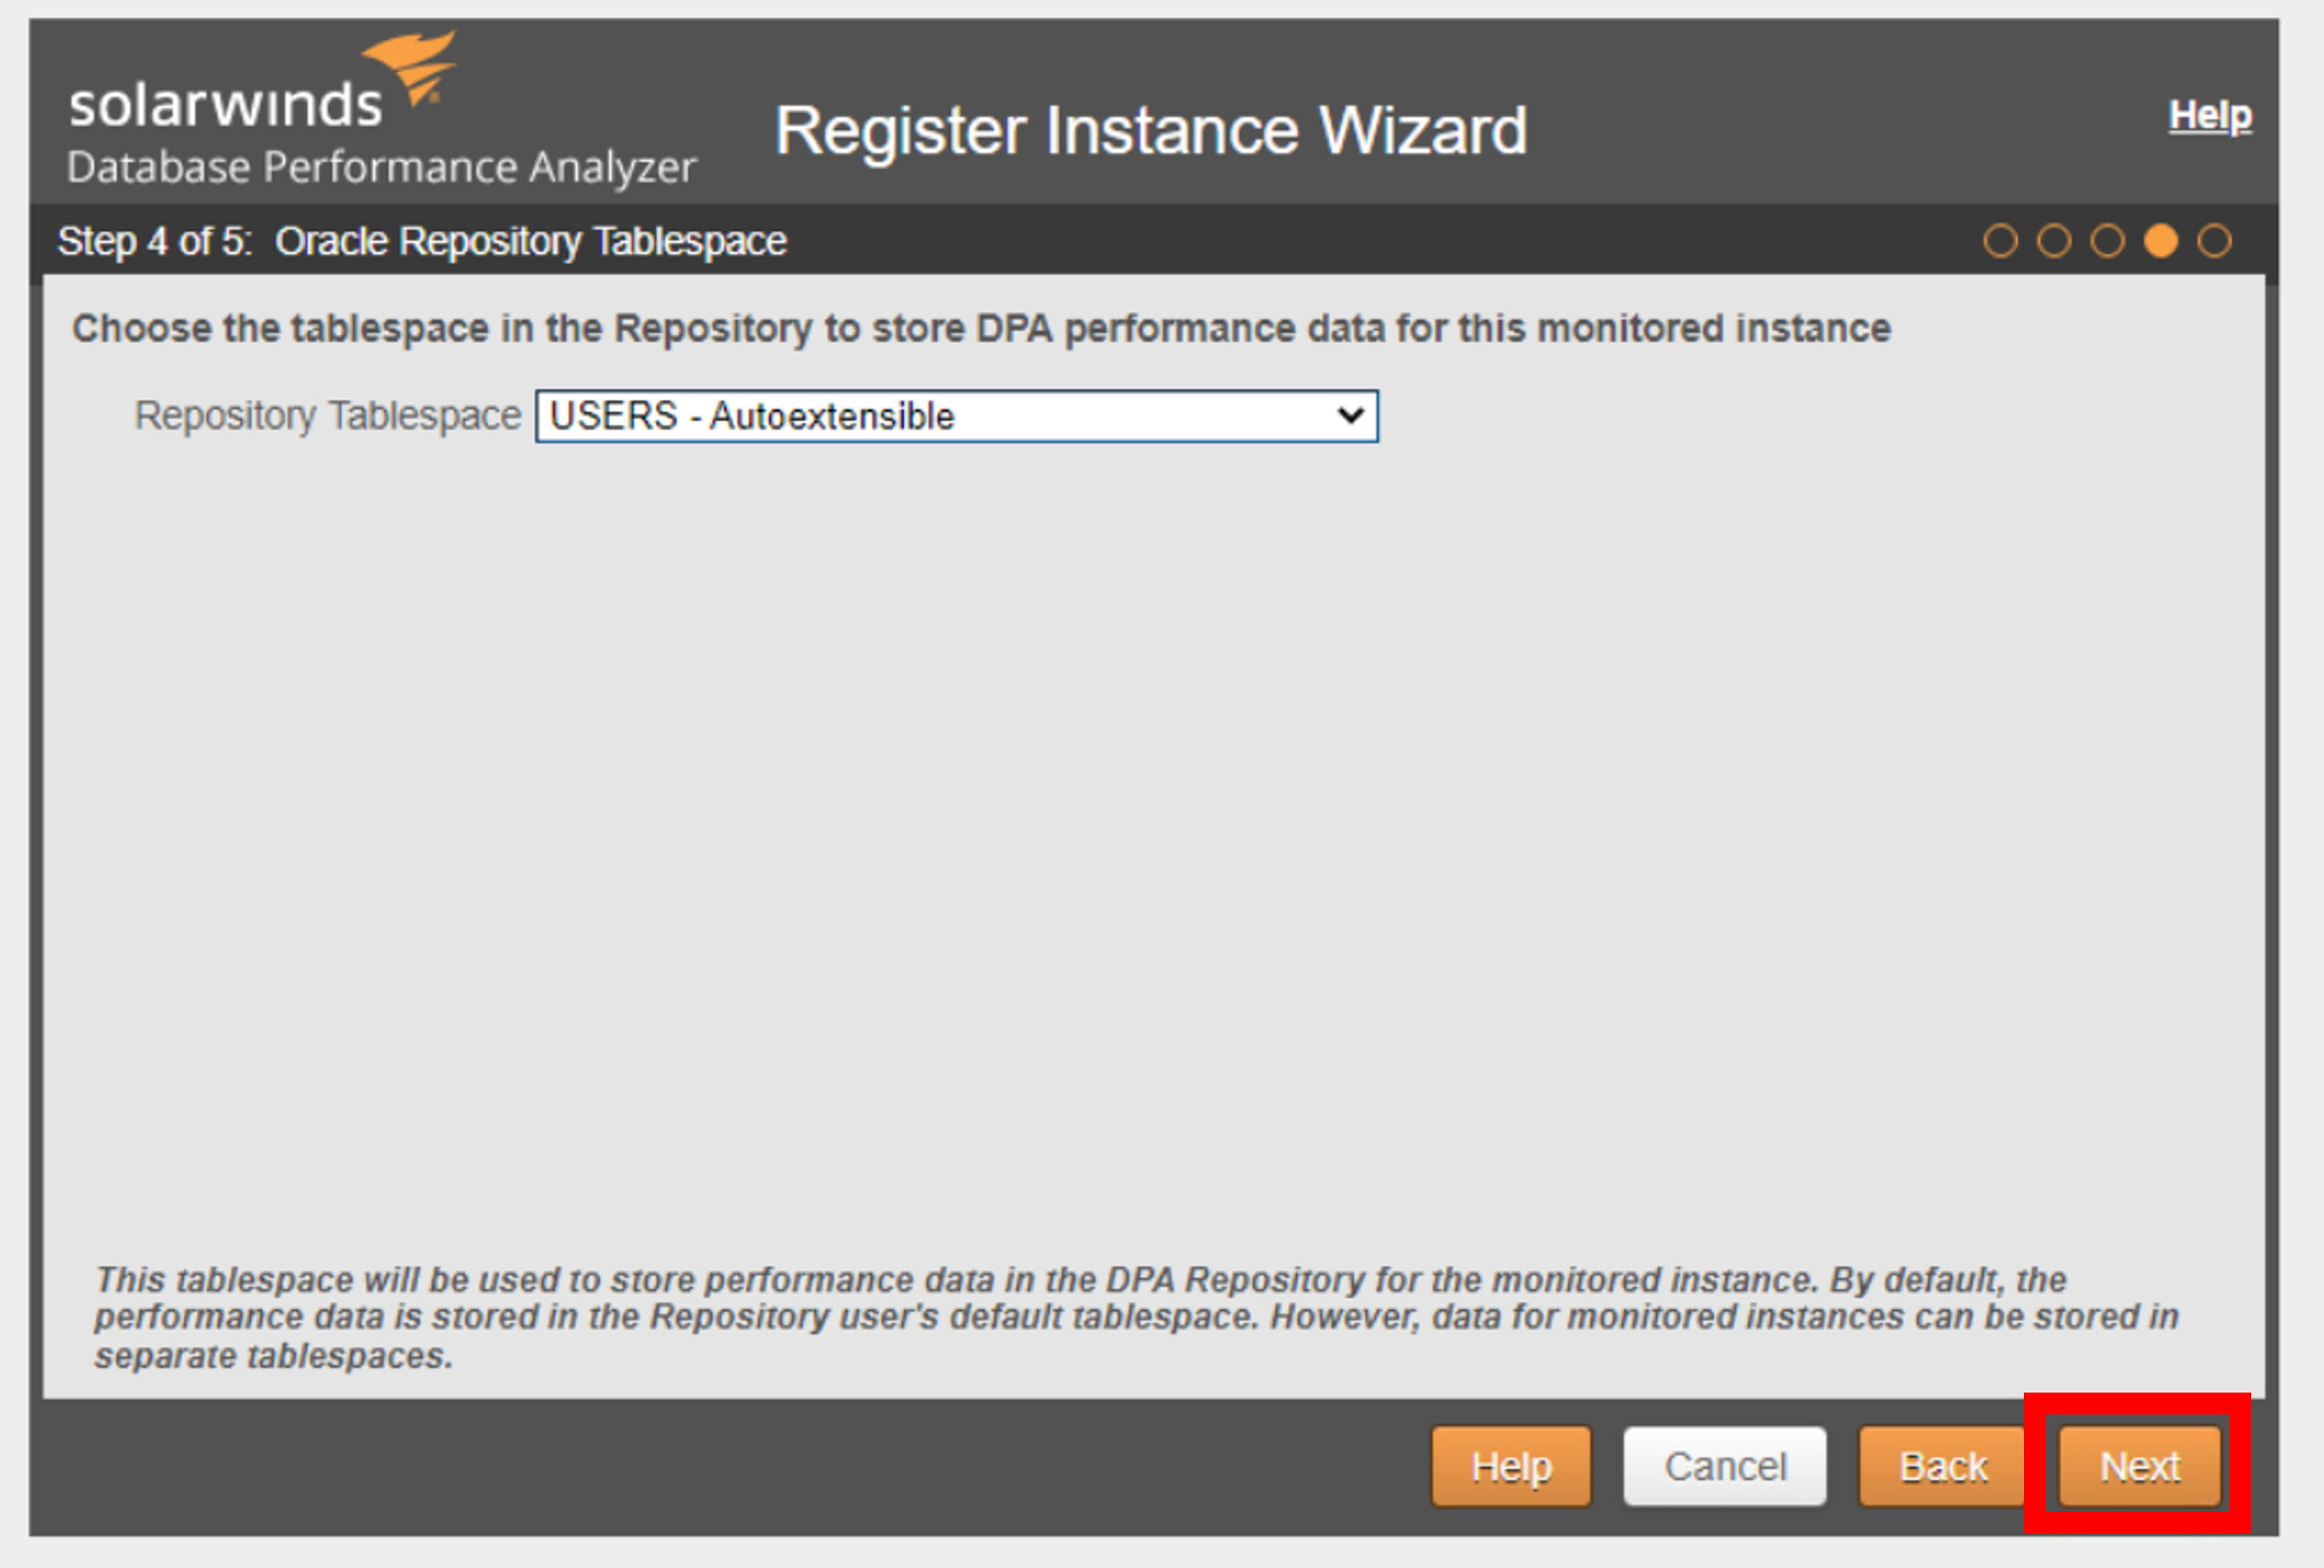 solarwinds
Database Performance Analyzer
Register Instance Wizard
Help
Step 4 of 5: Oracle Repository Tablespace
Choose the tablespace in the Repository to store DPA performance data for this monitored instance
Repository Tablespace USERS - Autoextensible
This tablespace will be used to store performance data in the DPA Repository for the monitored instance. By default, the
performance data is stored in the Repository user's default tablespace. However, data for monitored instances can be stored in
separate tablespaces.
Help Cancel Back Next